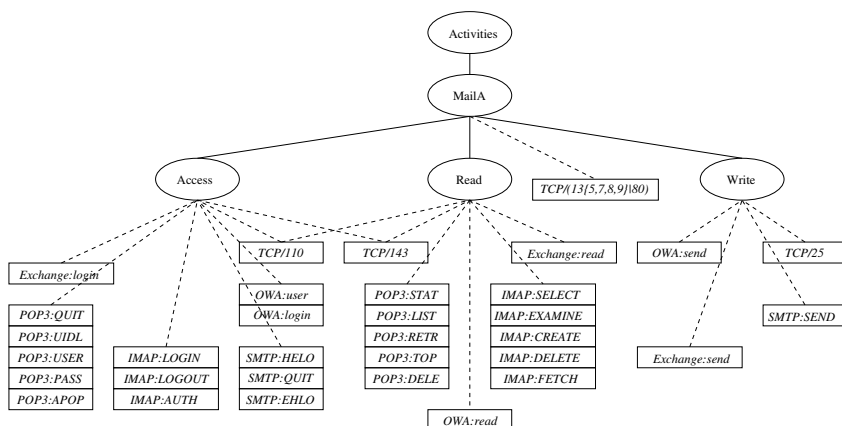 Activities
MailA
Access
Read
TCP/(13{5,7,8,9}\80)
Write
TCP/110
TCP/143
Exchange:read
OWA:send
TCP/25
Exchange:login
OWA:user
OWA:login
POP3:QUIT
POP3:UIDL
POP3:USER
POP3:PASS
POP3:APOP
IMAP:LOGIN
IMAP:LOGOUT
IMAP:AUTH
SMTP:HELO
SMTP:QUIT
SMTP:EHLO
POP3:STAT
POP3:LIST
POP3:RETR
POP3:TOP
POP3:DELE
IMAP:SELECT
IMAP:EXAMINE
IMAP:CREATE
IMAP:DELETE
IMAP:FETCH
SMTP:SEND
Exchange:send
OWA:read